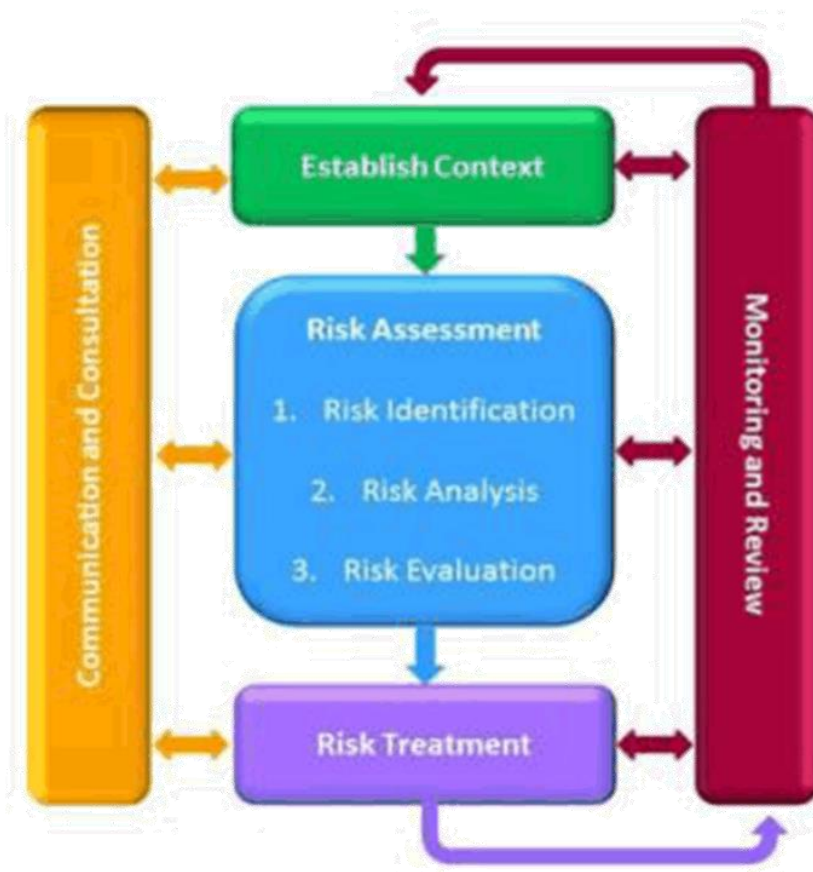 Establish Context
Communication and Consultation
Risk Assessment
1. Risk Identification
2. Risk Analysis
3. Risk Evaluation
Monitoring and Review
Risk Treatment